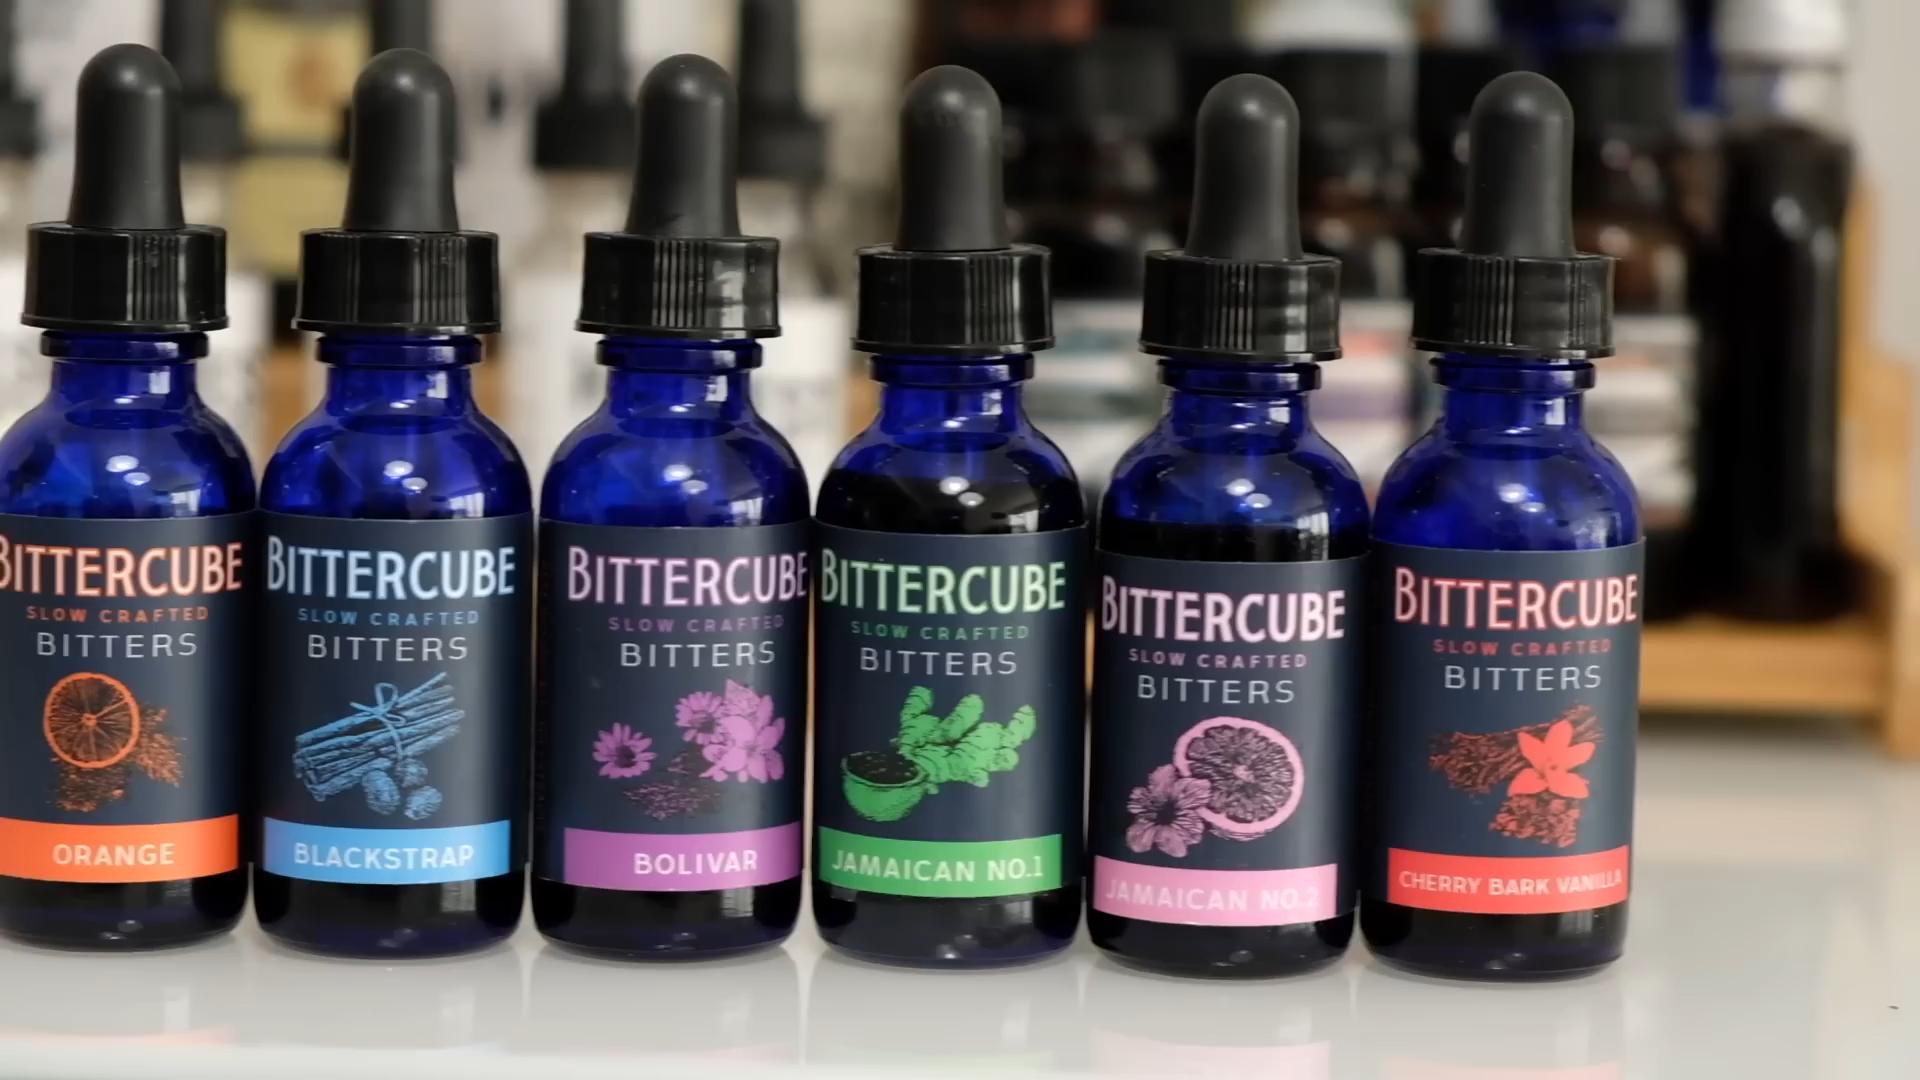 BITTERCUBE
SLOW CRAFTED
BITTERS
ORANGE
BITTERCUBE
SLOW CRAFTED
BITTERS
BLACKSTRAP
BITTERCUBE
SLOW CRAFTED
BITTERS
BOLIVAR
BITTERCUBE
SLOW CRAFTED
BITTERS
JAMAICAN NO.1
BITTERCUBE
SLOW CRAFTED
BITTERS
JAMAICAN NO.2
BITTERCUBE
SLOW CRAFTED
BITTERS
CHERRY BARK VANILLA